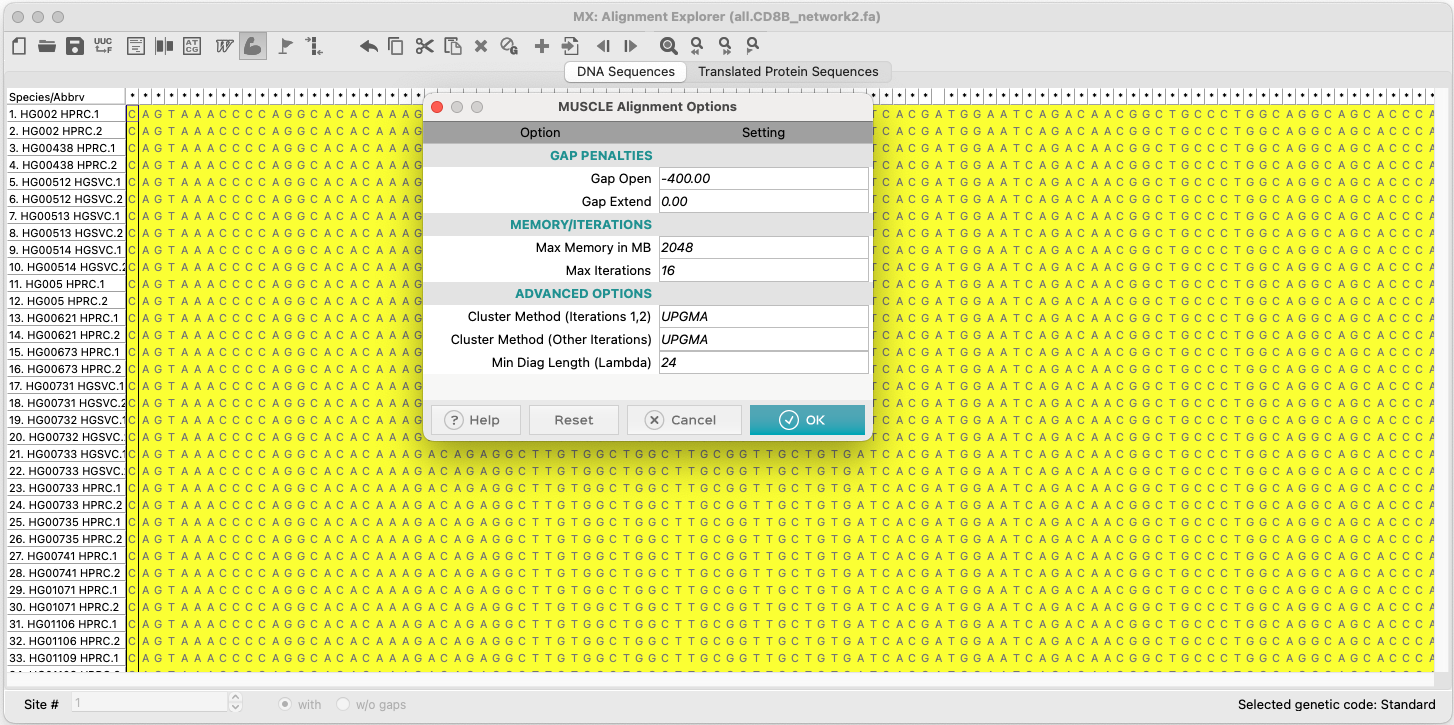 MX: Alignment Explorer (all.CD8B_network2.fa)
UUC
F
AT
CG
W
DNA Sequences Translated Protein Sequences
Species/Abbrv
1. HG002 HPRC.1 C A G T A A A C C C C A G G C A C A C A A A G T C A C G A T G G A A T C A G A C A A C G G C T G C C C T G G C A G C A C C C A
2. HG002 HPRC.2 C A G T A A A C C C C A G G C A C A C A A A G T C A C G A T G G A A T C A G A C A A C G G C T G C C C T G G C A G C A C C C A
3. HG00438 HPRC.1 C A G T A A A C C C C A G G C A C A C A A A G T C A C G A T G G A A T C A G A C A A C G G C T G C C C T G G C A G C A C C C A
4. HG00438 HPRC.2 C A G T A A A C C C C A G G C A C A C A A A G T C A C G A T G G A A T C A G A C A A C G G C T G C C C T G G C A G C A C C C A
5. HG00512 HGSVC.1 C A G T A A A C C C C A G G C A C A C A A A G T C A C G A T G G A A T C A G A C A A C G G C T G C C C T G G C A G C A C C C A
6. HG00512 HGSVC.2 C A G T A A A C C C C A G G C A C A C A A A G T C A C G A T G G A A T C A G A C A A C G G C T G C C C T G G C A G C A C C C A
7. HG00513 HGSVC.1 C A G T A A A C C C C A G G C A C A C A A A G T C A C G A T G G A A T C A G A C A A C G G C T G C C C T G G C A G C A C C C A
8. HG00513 HGSVC.2 C A G T A A A C C C C A G G C A C A C A A A G T C A C G A T G G A A T C A G A C A A C G G C T G C C C T G G C A G C A C C C A
9. HG00514 HGSVC.1 C A G T A A A C C C C A G G C A C A C A A A G T C A C G A T G G A A T C A G A C A A C G G C T G C C C T G G C A G C A C C C A
10. HG00514 HGSVC.2 C A G T A A A C C C C A G G C A C A C A A A G T C A C G A T G G A A T C A G A C A A C G G C T G C C C T G G C A G C A C C C A
11. HG005 HPRC.1 C A G T A A A C C C C A G G C A C A C A A A G T C A C G A T G G A A T C A G A C A A C G G C T G C C C T G G C A G C A C C C A
12. HG005 HPRC.2 C A G T A A A C C C C A G G C A C A C A A A G T C A C G A T G G A A T C A G A C A A C G G C T G C C C T G G C A G C A C C C A
13. HG00621 HPRC.1 C A G T A A A C C C C A G G C A C A C A A A G T C A C G A T G G A A T C A G A C A A C G G C T G C C C T G G C A G C A C C C A
14. HG00621 HPRC.2 C A G T A A A C C C C A G G C A C A C A A A G T C A C G A T G G A A T C A G A C A A C G G C T G C C C T G G C A G C A C C C A
15. HG00673 HPRC.1 C A G T A A A C C C C A G G C A C A C A A A G T C A C G A T G G A A T C A G A C A A C G G C T G C C C T G G C A G C A C C C A
16. HG00673 HPRC.2 C A G T A A A C C C C A G G C A C A C A A A G T C A C G A T G G A A T C A G A C A A C G G C T G C C C T G G C A G C A C C C A
17. HG00731 HGSVC.1 C A G T A A A C C C C A G G C A C A C A A A G T C A C G A T G G A A T C A G A C A A C G G C T G C C C T G G C A G C A C C C A
18. HG00731 HGSVC.2 C A G T A A A C C C C A G G C A C A C A A A G T C A C G A T G G A A T C A G A C A A C G G C T G C C C T G G C A G C A C C C A
19. HG00732 HGSVC.1 C A G T A A A C C C C A G G C A C A C A A A G T C A C G A T G G A A T C A G A C A A C G G C T G C C C T G G C A G C A C C C A
20. HG00732 HGSVC. C A G T A A A C C C C A G G C A C A C A A A G T C A C G A T G G A A T C A G A C A A C G G C T G C C C T G G C A G C A C C C A
21. HG00733 HGSVC.1 C A G T A A A C C C C A G G C A C A C A A A G A C A G A G G C T T G T G G C T G G C T T G C G G T T G C T G T G A T C A C G A T G G A A T C A G A C A A C G G C T G C C C T G G C A G C A C C C A
22. HG00733 HGSVC. C A G T A A A C C C C A G G C A C A C A A A G A C A G A G G C T T G T G G C T G G C T T G C G G T T G C T G T G A T C A C G A T G G A A T C A G A C A A C G G C T G C C C T G G C A G C A C C C A
23. HG00733 HPRC.1 C A G T A A A C C C C A G G C A C A C A A A G A C A G A G G C T T G T G G C T G G C T T G C G G T T G C T G T G A T C A C G A T G G A A T C A G A C A A C G G C T G C C C T G G C A G C A C C C A
24. HG00733 HPRC.2 C A G T A A A C C C C A G G C A C A C A A A G A C A G A G G C T T G T G G C T G G C T T G C G G T T G C T G T G A T C A C G A T G G A A T C A G A C A A C G G C T G C C C T G G C A G C A C C C A
25. HG00735 HPRC.1 C A G T A A A C C C C A G G C A C A C A A A G A C A G A G G C T T G T G G C T G G C T T G C G G T T G C T G T G A T C A C G A T G G A A T C A G A C A A C G G C T G C C C T G G C A G C A C C C A
26. HG00735 HPRC.2 C A G T A A A C C C C A G G C A C A C A A A G A C A G A G G C T T G T G G C T G G C T T G C G G T T G C T G T G A T C A C G A T G G A A T C A G A C A A C G G C T G C C C T G G C A G C A C C C A
27. HG00741 HPRC.1 C A G T A A A C C C C A G G C A C A C A A A G A C A G A G G C T T G T G G C T G G C T T G C G G T T G C T G T G A T C A C G A T G G A A T C A G A C A A C G G C T G C C C T G G C A G C A C C C A
28. HG00741 HPRC.2 C A G T A A A C C C C A G G C A C A C A A A G A C A G A G G C T T G T G G C T G G C T T G C G G T T G C T G T G A T C A C G A T G G A A T C A G A C A A C G G C T G C C C T G G C A G C A C C C A
29. HG01071 HPRC.1 C A G T A A A C C C C A G G C A C A C A A A G A C A G A G G C T T G T G G C T G G C T T G C G G T T G C T G T G A T C A C G A T G G A A T C A G A C A A C G G C T G C C C T G G C A G C A C C C A
30. HG01071 HPRC.2 C A G T A A A C C C C A G G C A C A C A A A G A C A G A G G C T T G T G G C T G G C T T G C G G T T G C T G T G A T C A C G A T G G A A T C A G A C A A C G G C T G C C C T G G C A G C A C C C A
31. HG01106 HPRC.1 C A G T A A A C C C C A G G C A C A C A A A G A C A G A G G C T T G T G G C T G G C T T G C G G T T G C T G T G A T C A C G A T G G A A T C A G A C A A C G G C T G C C C T G G C A G C A C C C A
32. HG01106 HPRC.2 C A G T A A A C C C C A G G C A C A C A A A G A C A G A G G C T T G T G G C T G G C T T G C G G T T G C T G T G A T C A C G A T G G A A T C A G A C A A C G G C T G C C C T G G C A G C A C C C A
33. HG01109 HPRC.1 C A G T A A A C C C C A G G C A C A C A A A G A C A G A G G C T T G T G G C T G G C T T G C G G T T G C T G T G A T C A C G A T G G A A T C A G A C A A C G G C T G C C C T G G C A G C A C C C A
MUSCLE Alignment Options
Option Setting
GAP PENALTIES
Gap Open -400.00
Gap Extend 0.00
MEMORY/ITERATIONS
Max Memory in MB 2048
Max Iterations 16
ADVANCED OPTIONS
Cluster Method (Iterations 1,2) UPGMA
Cluster Method (Other Iterations) UPGMA
Min Diag Length (Lambda) 24
? Help Reset Cancel OK
Site # 1 with w/o gaps Selected genetic code: Standard